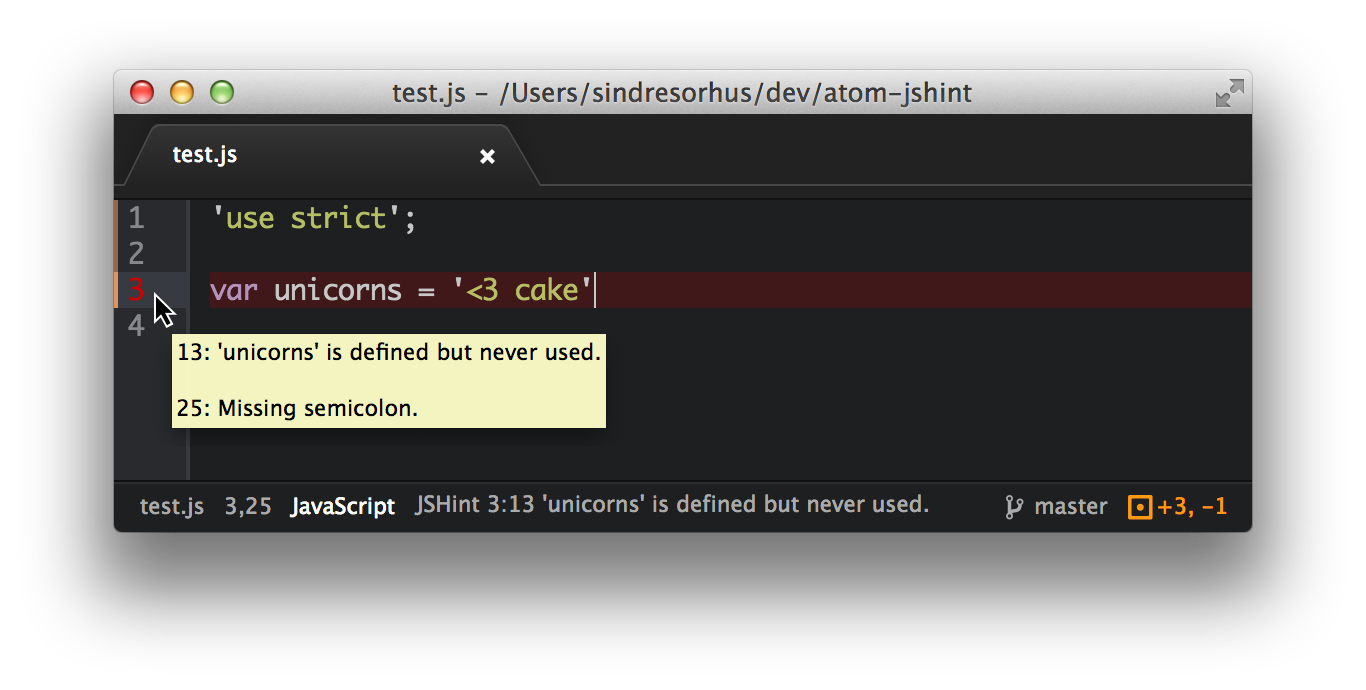 test.js – /Users/sindresorhus/dev/atom-jshint
test.js
1 'use strict';
2
3 var unicorns = '<3 cake'
4
13: 'unicorns' is defined but never used.
25: Missing semicolon.
test.js 3,25 JavaScript JSHint 3:13 'unicorns' is defined but never used. master +3, -1